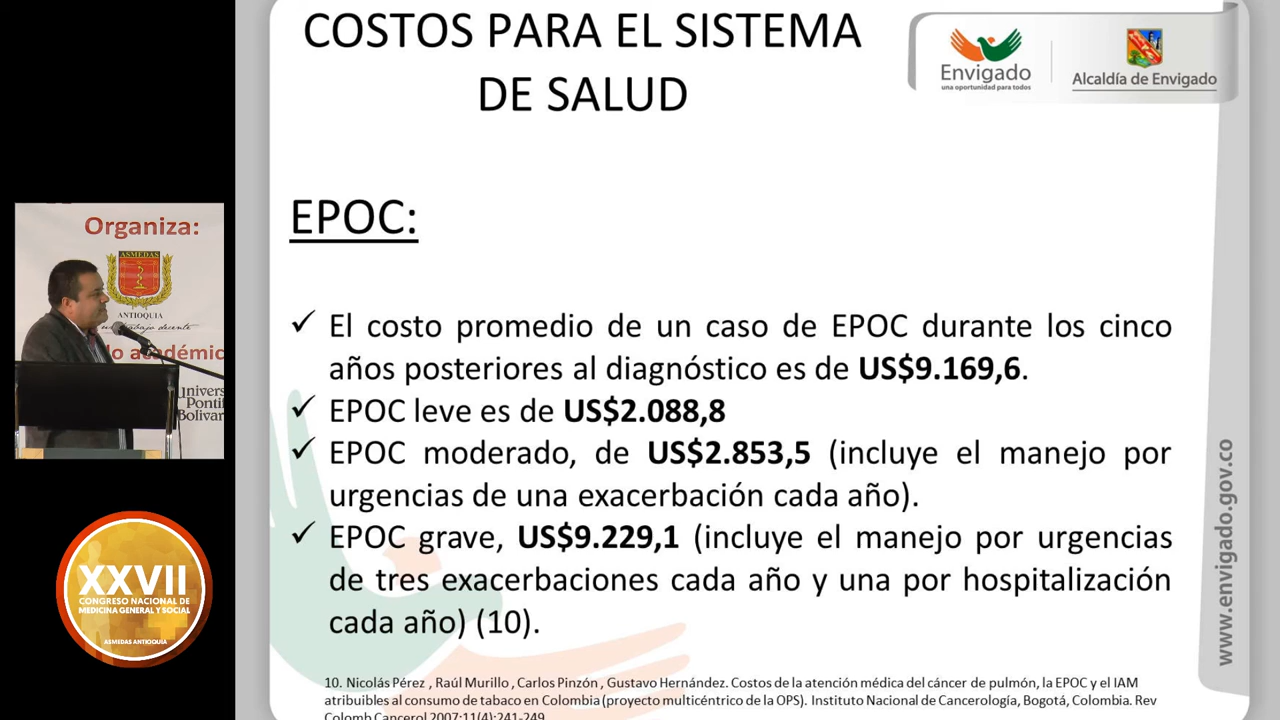 COSTOS PARA EL SISTEMA
DE SALUD
Envigado
una oportunidad para todos
Alcaldía de Envigado
EPOC:
✓ El costo promedio de un caso de EPOC durante los cinco
años posteriores al diagnóstico es de US$9.169,6.
✓ EPOC leve es de US$2.088,8
✓ EPOC moderado, de US$2.853,5 (incluye el manejo por
urgencias de una exacerbación cada año).
✓ EPOC grave, US$9.229,1 (incluye el manejo por urgencias
de tres exacerbaciones cada año y una por hospitalización
cada año) (10).
10. Nicolás Pérez , Raúl Murillo , Carlos Pinzón , Gustavo Hernández. Costos de la atención médica del cáncer de pulmón, la EPOC y el IAM
atribuibles al consumo de tabaco en Colombia (proyecto multicéntrico de la OPS). Instituto Nacional de Cancerología, Bogotá, Colombia. Rev
Colomb Cancerol 2007;11(4):241-249
www.envigado.gov.co
Organiza:
ASMEDAS
ANTIOQUIA
trabajo decente
académic
Univers
Pontif
Bolivar
XXVII
CONGRESO NACIONAL DE
MEDICINA GENERAL Y SOCIAL
ASMEDAS ANTIOQUIA